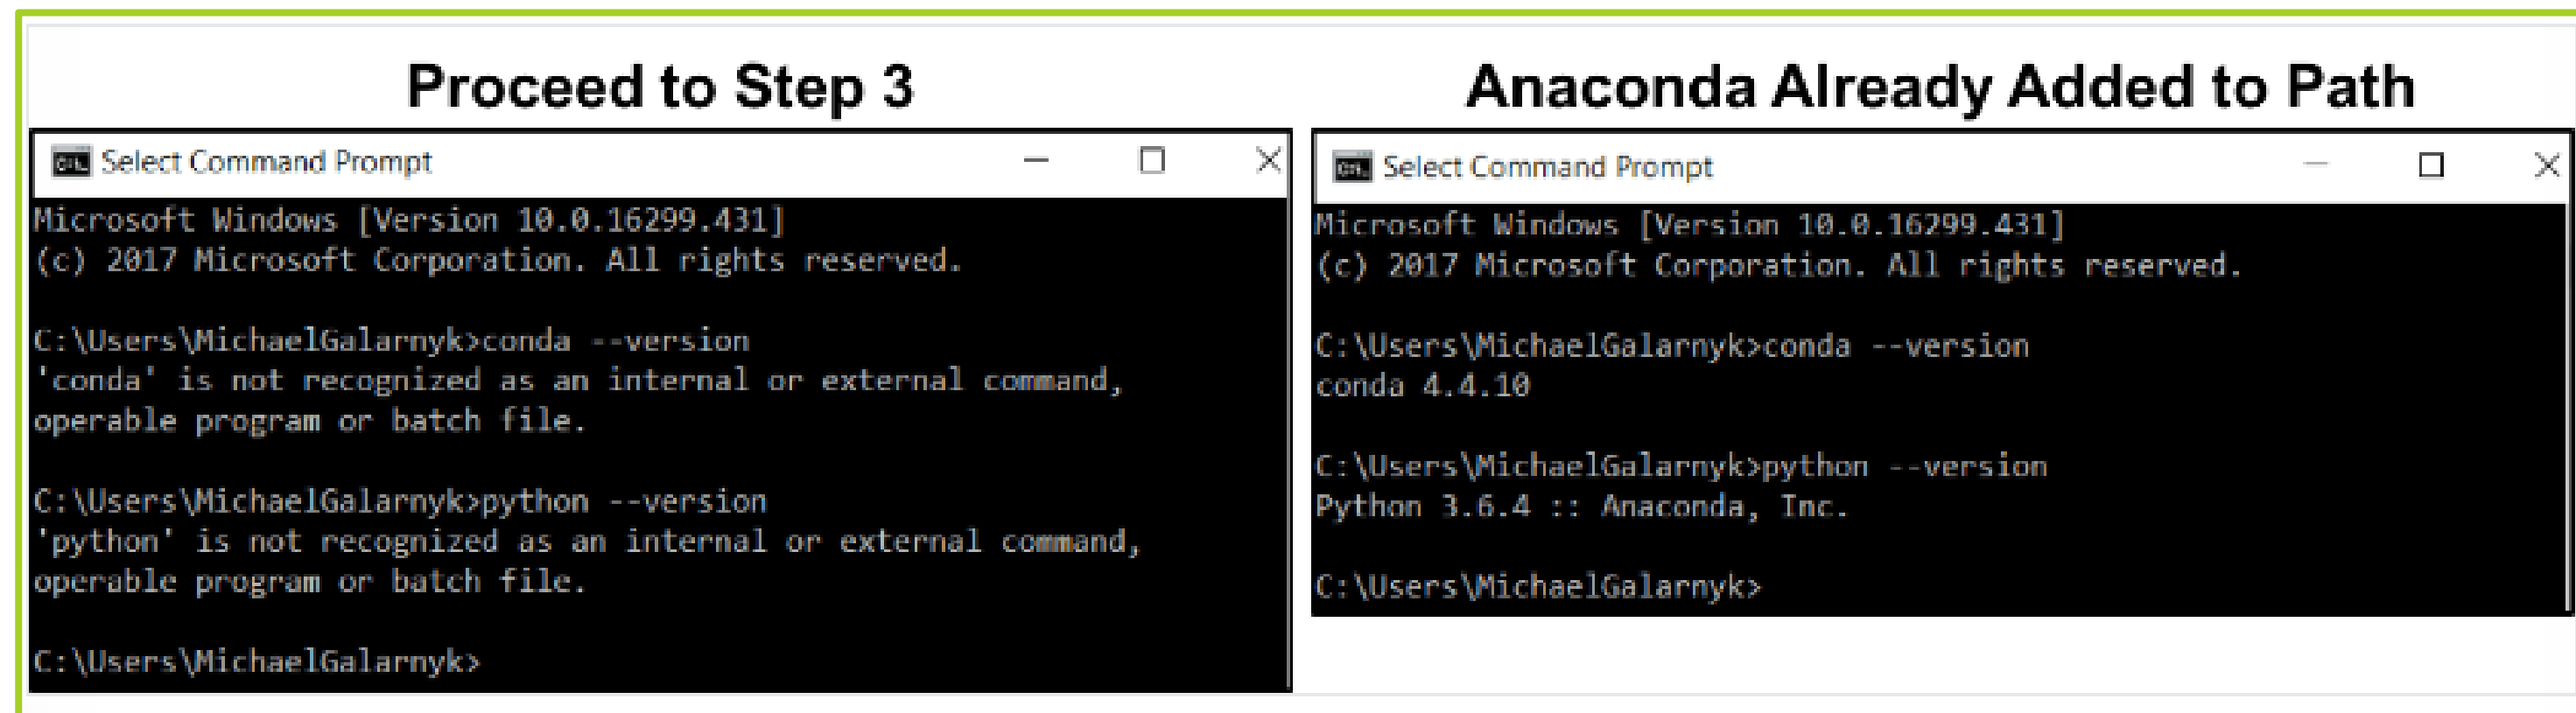 Proceed to Step 3
Select Command Prompt
Microsoft Windows [Version 10.0.16299.431]
(c) 2017 Microsoft Corporation. All rights reserved.
C:\Users\MichaelGalarnyk>conda --version
'conda' is not recognized as an internal or external command,
operable program or batch file.
C:\Users\MichaelGalarnyk>python --version
'python' is not recognized as an internal or external command,
operable program or batch file.
C:\Users\MichaelGalarnyk>
Anaconda Already Added to Path
Select Command Prompt
Microsoft Windows [Version 10.0.16299.431]
(c) 2017 Microsoft Corporation. All rights reserved.
C:\Users\MichaelGalarnyk>conda --version
conda 4.4.10
C:\Users\MichaelGalarnyk>python --version
Python 3.6.4 :: Anaconda, Inc.
C:\Users\MichaelGalarnyk>